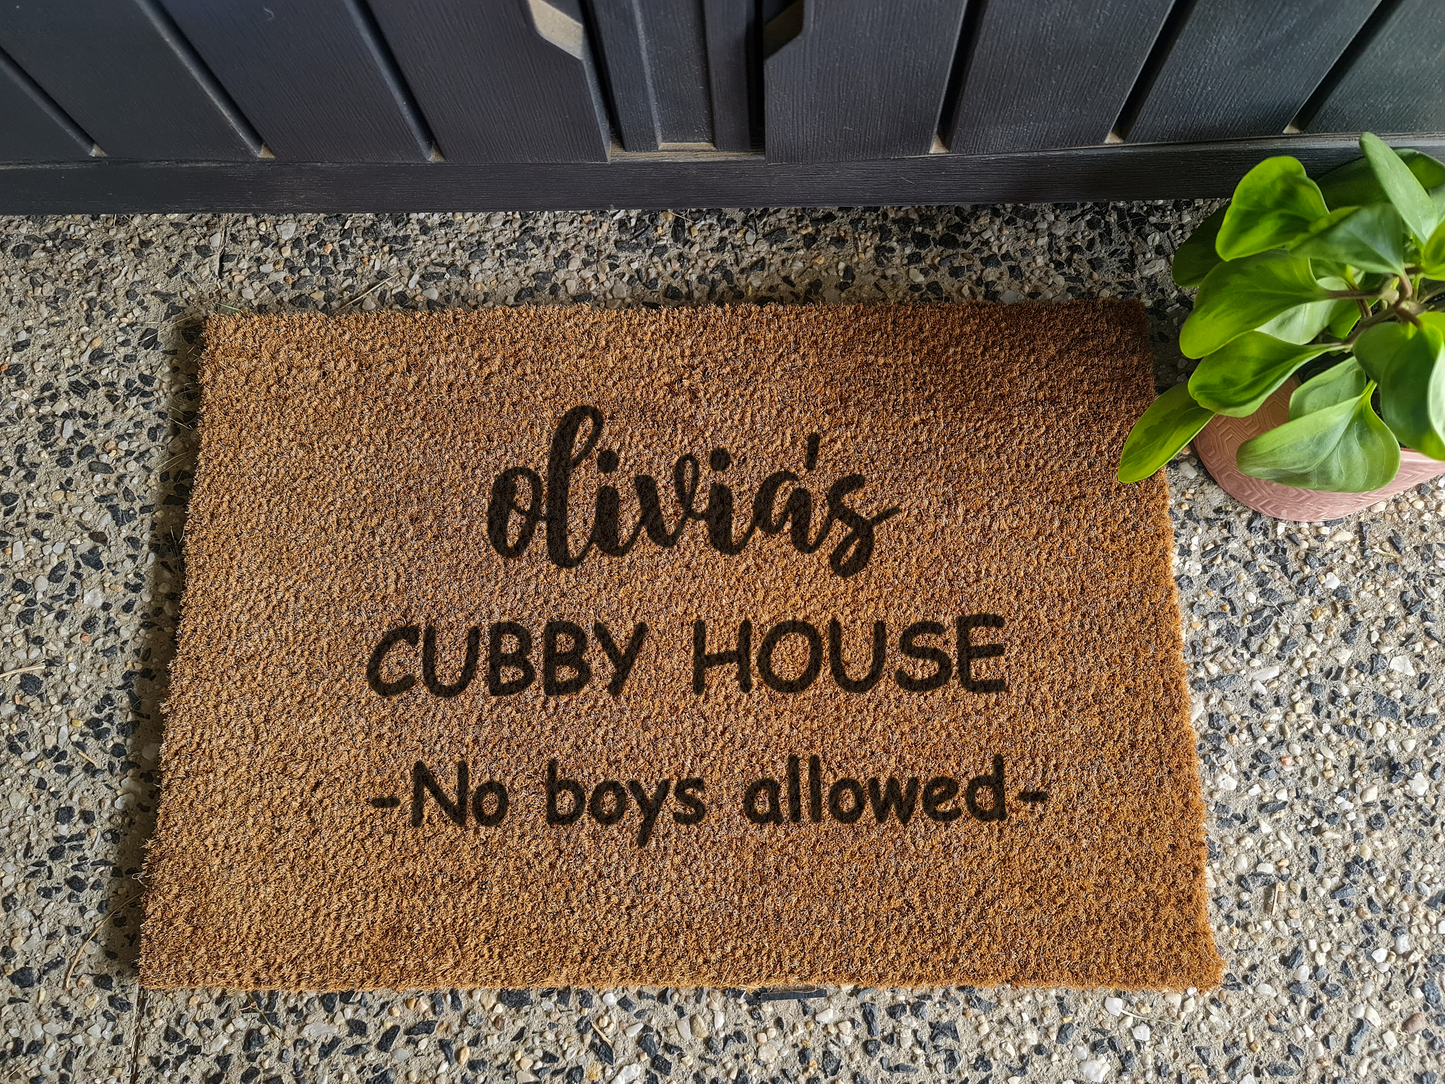 olivia's
CUBBY HOUSE
-No boys allowed-